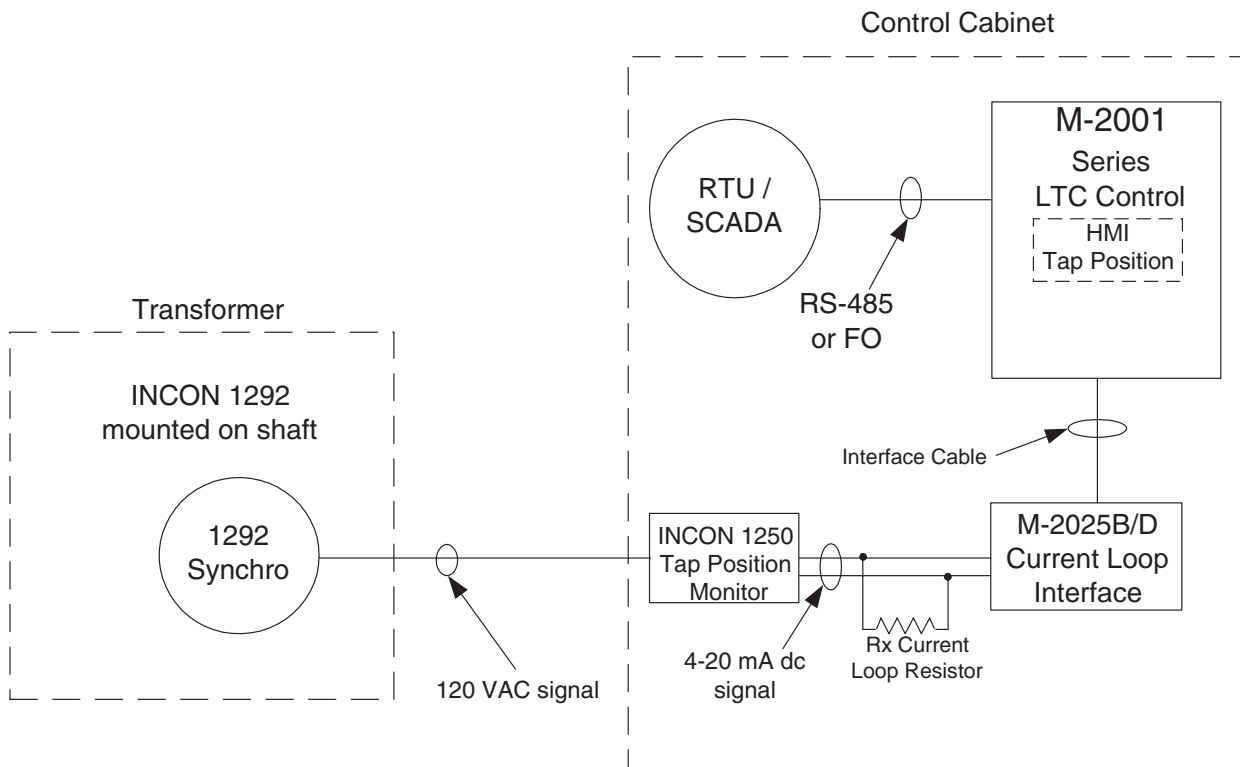 Control Cabinet
M-2001
Series
LTC Control
HMI
Tap Position
RTU /
SCADA
RS-485
or FO
Transformer
INCON 1292
mounted on shaft
1292
Synchro
120 VAC signal
Interface Cable
INCON 1250
Tap Position
Monitor
4-20 mA dc
signal
Rx Current
Loop Resistor
M-2025B/D
Current Loop
Interface